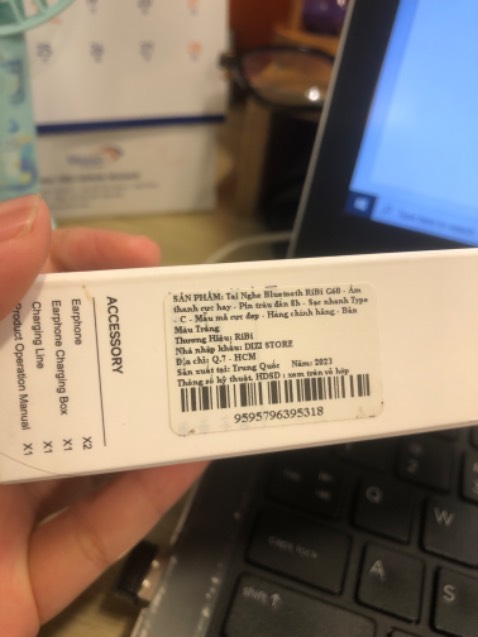 SẢN PHẨM: Tai Nghe Bluetooth RiBi G60 - Âm
thanh cực hay - Pin trâu đến 8h - Sạc nhanh Type
- C - Mẫu mã cực đẹp - Hàng chính hãng - Bản
Màu Trắng
Thương Hiệu: RiBi
Nhà nhập khẩu: DIZI STORE
Địa chỉ: Q.7 - HCM
Sản xuất tại: Trung Quốc Năm: 2023
Thông số kỹ thuật, HDSD : xem trên vỏ hộp
9595796395318
ACCESSORY
Earphone X2
Earphone Charging Box X1
Charging Line X1
Product Operation Manual X1
Q
W
A
S
caps lock
shift